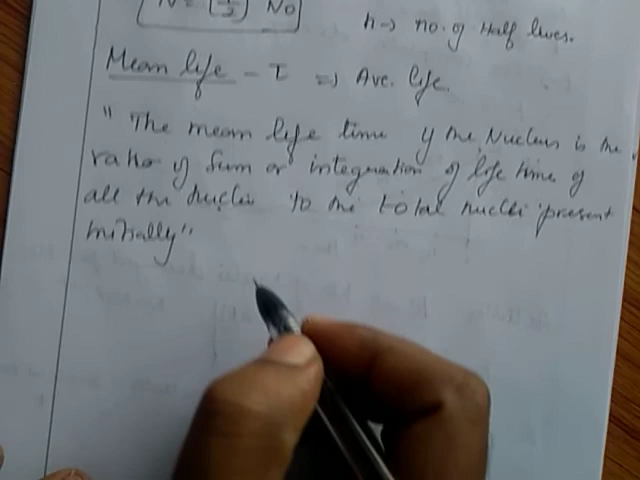 N = (1/2) No
n → no. of Half lives.
Mean life - τ ⇒ Ave. life.
" The mean life time of the Nucleus is the
ratio of Sum or integration of life time of
all the nuclei to the total nuclei present
initially"